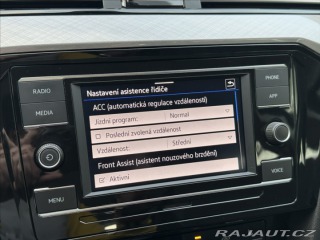 Nastavení asistence řidiče
ACC (automatická regulace vzdálenosti)
Jízdní program: Normal
Poslední zvolená vzdálenost
Vzdálenost: Střední
Front Assist (asistent nouzového brzdění)
Aktivní
RADIO
MEDIA
MENU
PHONE
APP
VOICE
RAJAUT.CZ